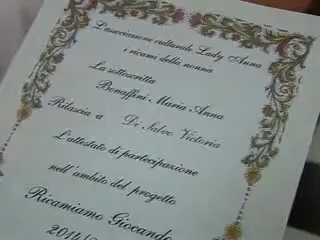 L'associazione culturale Lady Anna
i ricami della nonna
La sottoscritta
Bonaffini Maria Anna
Rilascia a Di Salvo Victoria
L'attestato di partecipazione
nell'ambito del progetto
Ricamiamo Giocando